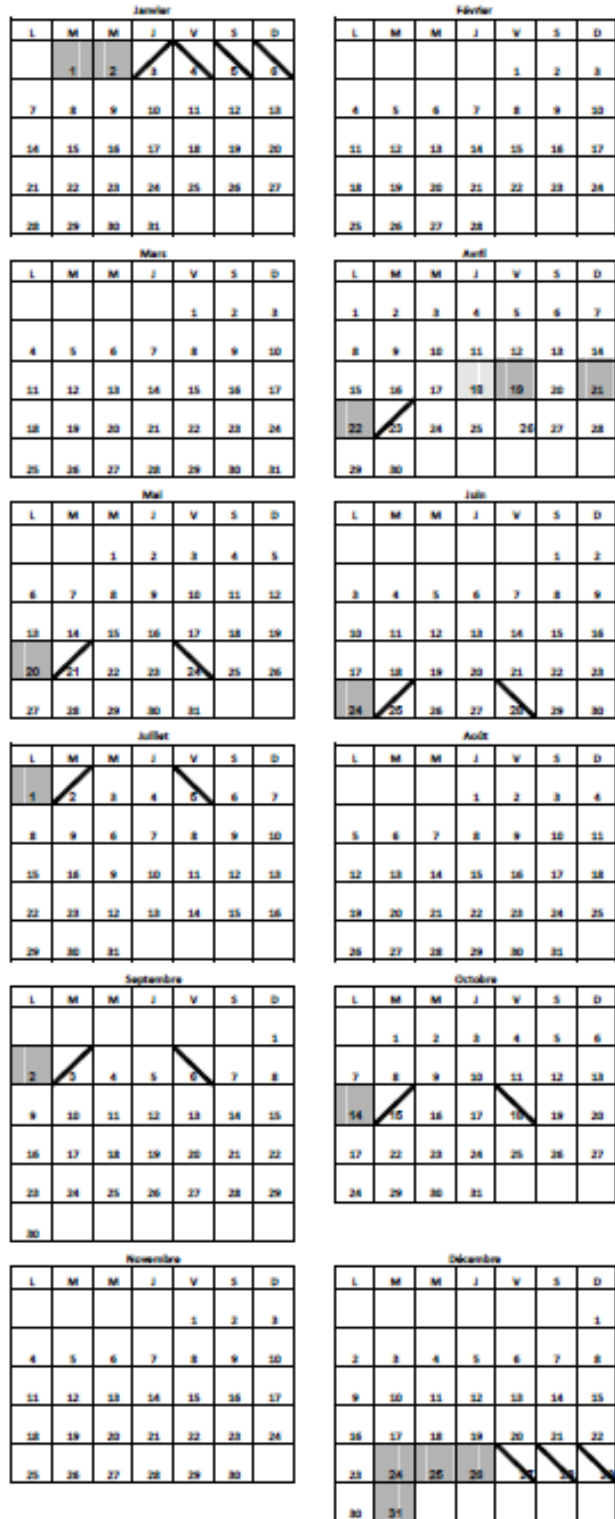 Janvier
L M M J V S D
1 2 3 4 5 6
7 8 9 10 11 12 13
14 15 16 17 18 19 20
21 22 23 24 25 26 27
28 29 30 31
Février
L M M J V S D
1 2 3
4 5 6 7 8 9 10
11 12 13 14 15 16 17
18 19 20 21 22 23 24
25 26 27 28
Mars
L M M J V S D
1 2 3
4 5 6 7 8 9 10
11 12 13 14 15 16 17
18 19 20 21 22 23 24
25 26 27 28 29 30 31
Avril
L M M J V S D
1 2 3 4 5 6 7
8 9 10 11 12 13 14
15 16 17 18 19 20 21
22 23 24 25 26 27 28
29 30
Mai
L M M J V S D
1 2 3 4 5
6 7 8 9 10 11 12
13 14 15 16 17 18 19
20 21 22 23 24 25 26
27 28 29 30 31
Juin
L M M J V S D
1 2
3 4 5 6 7 8 9
10 11 12 13 14 15 16
17 18 19 20 21 22 23
24 25 26 27 28 29 30
Juillet
L M M J V S D
1 2 3 4 5 6 7
8 9 6 7 8 9 10
15 16 9 10 11 12 13
22 23 12 13 14 15 16
29 30 31
Août
L M M J V S D
1 2 3 4
5 6 7 8 9 10 11
12 13 14 15 16 17 18
19 20 21 22 23 24 25
26 27 28 29 30 31
Septembre
L M M J V S D
1
2 3 4 5 6 7 8
9 10 11 12 13 14 15
16 17 18 19 20 21 22
23 24 25 26 27 28 29
30
Octobre
L M M J V S D
1 2 3 4 5 6
7 8 9 10 11 12 13
14 15 16 17 18 19 20
17 22 23 24 25 26 27
24 29 30 31
Novembre
L M M J V S D
1 2 3
4 5 6 7 8 9 10
11 12 13 14 15 16 17
18 19 20 21 22 23 24
25 26 27 28 29 30
Décembre
L M M J V S D
1
2 3 4 5 6 7 8
9 10 11 12 13 14 15
16 17 18 19 20 21 22
23 24 25 26 27 28 29
30 31